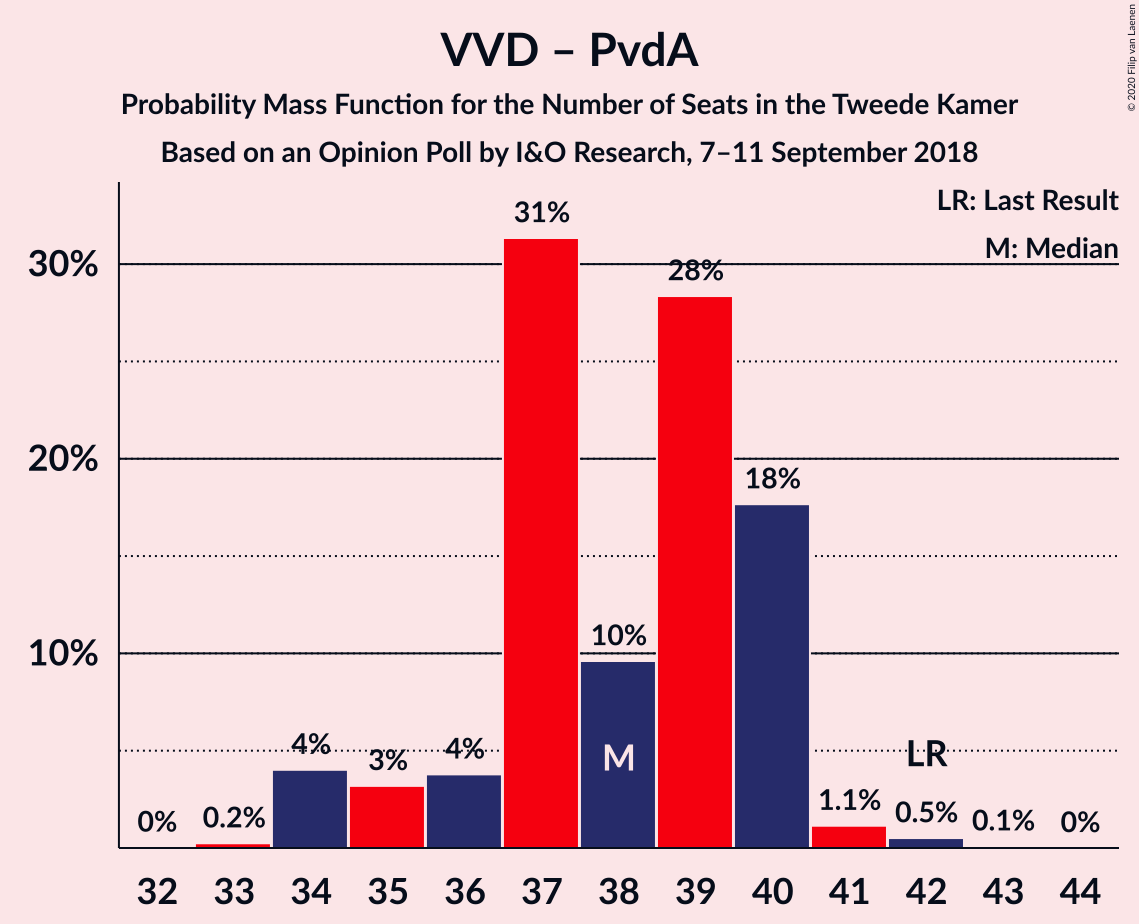 VVD – PvdA
Probability Mass Function for the Number of Seats in the Tweede Kamer
Based on an Opinion Poll by I&O Research, 7–11 September 2018
© 2020 Filip van Laenen
LR: Last Result
M: Median
30%
20%
10%
0%
0.2%
4%
3%
4%
31%
10%
28%
18%
1.1%
0.5%
0.1%
0%
M
LR
32 33 34 35 36 37 38 39 40 41 42 43 44